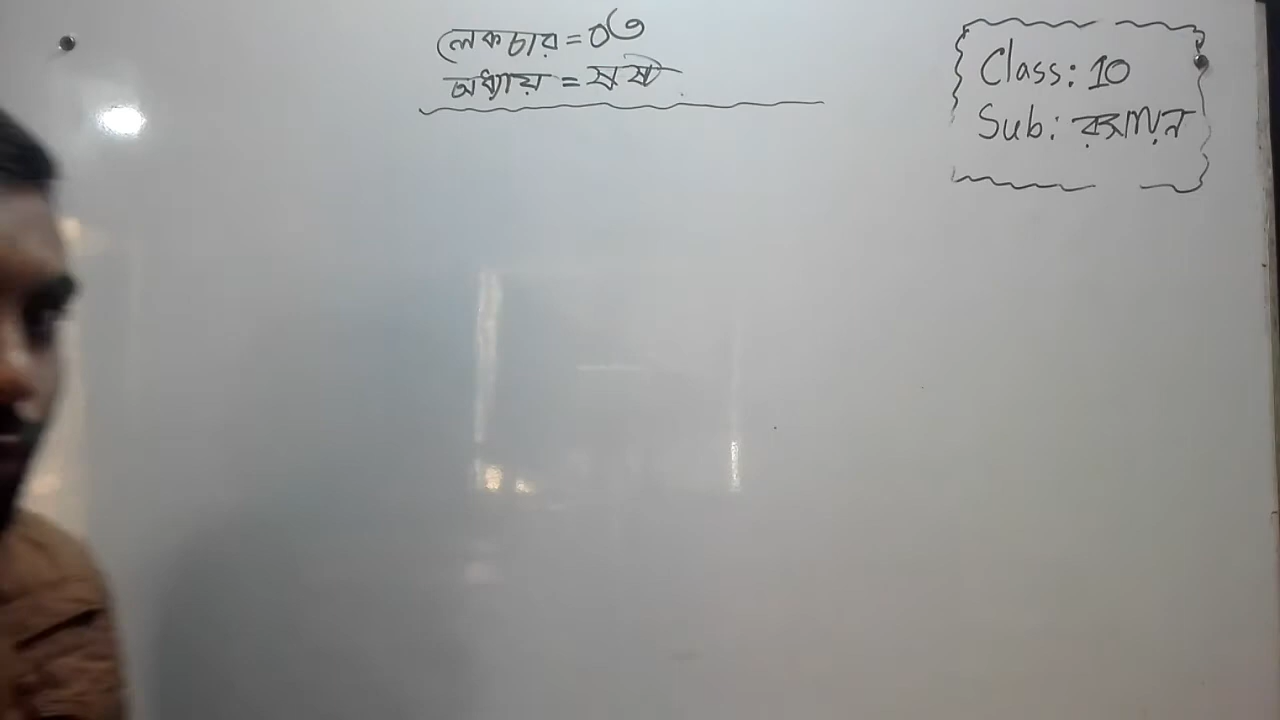 লেকচার = ০৩
অধ্যায় = ষষ্ঠ
Class: 10
Sub: রসায়ন